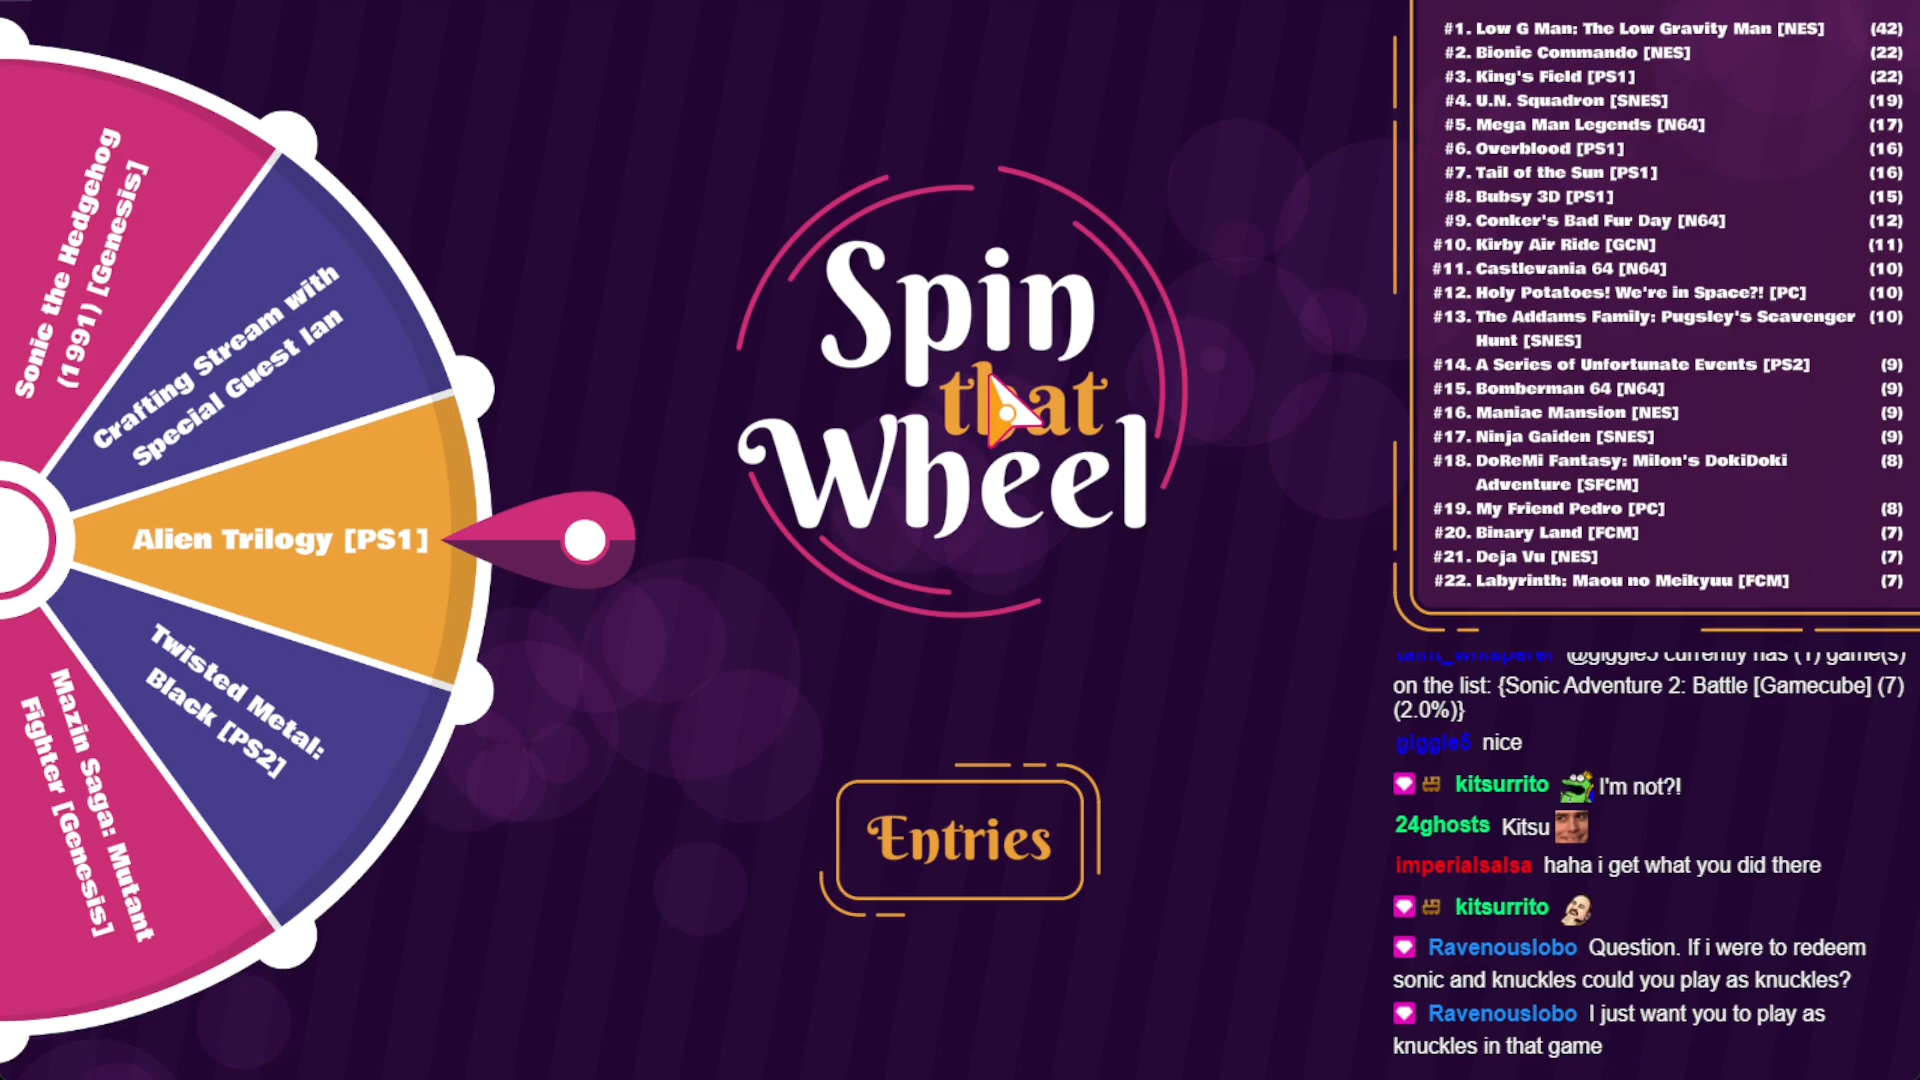 Sonic the Hedgehog
(1991) [Genesis]
Crafting Stream with
Special Guest Ian
Alien Trilogy [PS1]
Twisted Metal:
Black [PS2]
Mazin Saga: Mutant
Fighter [Genesis]
Spin
that
Wheel
Entries
#1. Low G Man: The Low Gravity Man [NES] (42)
#2. Bionic Commando [NES] (22)
#3. King's Field [PS1] (22)
#4. U.N. Squadron [SNES] (19)
#5. Mega Man Legends [N64] (17)
#6. Overblood [PS1] (16)
#7. Tail of the Sun [PS1] (16)
#8. Bubsy 3D [PS1] (15)
#9. Conker's Bad Fur Day [N64] (12)
#10. Kirby Air Ride [GCN] (11)
#11. Castlevania 64 [N64] (10)
#12. Holy Potatoes! We're in Space?! [PC] (10)
#13. The Addams Family: Pugsley's Scavenger (10)
Hunt [SNES]
#14. A Series of Unfortunate Events [PS2] (9)
#15. Bomberman 64 [N64] (9)
#16. Maniac Mansion [NES] (9)
#17. Ninja Gaiden [SNES] (9)
#18. DoReMi Fantasy: Milon's DokiDoki (8)
Adventure [SFCM]
#19. My Friend Pedro [PC] (8)
#20. Binary Land [FCM] (7)
#21. Deja Vu [NES] (7)
#22. Labyrinth: Maou no Meikyuu [FCM] (7)
@giggle5 currently has (1) game(s)
on the list: {Sonic Adventure 2: Battle [Gamecube] (7)
(2.0%)}
giggle5 nice
kitsurrito I'm not?!
24ghosts Kitsu
imperialsalsa haha i get what you did there
kitsurrito
Ravenouslobo Question. If i were to redeem
sonic and knuckles could you play as knuckles?
Ravenouslobo I just want you to play as
knuckles in that game